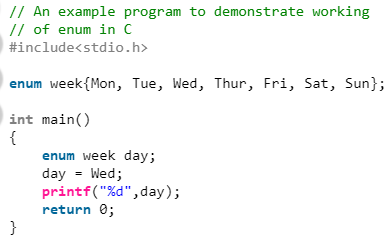 // An example program to demonstrate working
// of enum in C
#include<stdio.h>
enum week{Mon, Tue, Wed, Thur, Fri, Sat, Sun};
int main()
{
enum week day;
day = Wed;
printf("%d",day);
return 0;
}